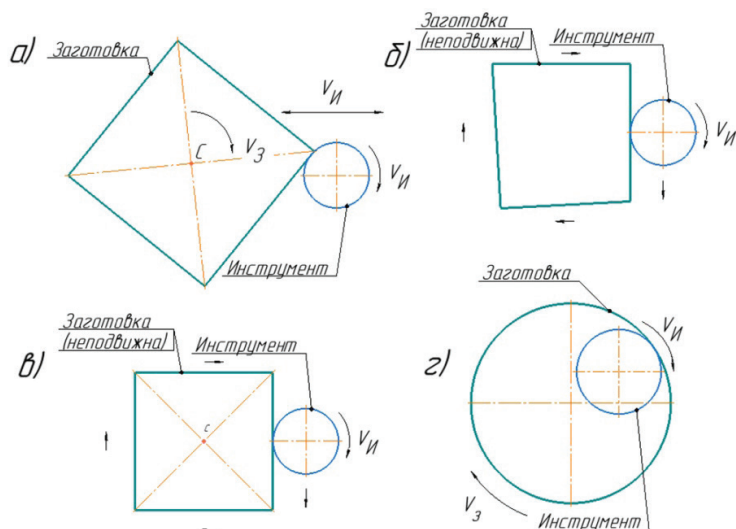 а)
Заготовка
C
V З
V И
V И
Инструмент
б)
Заготовка
(неподвижна)
Инструмент
V И
в)
Заготовка
(неподвижна)
Инструмент
C
V И
г)
Заготовка
V И
V З
Инструмент